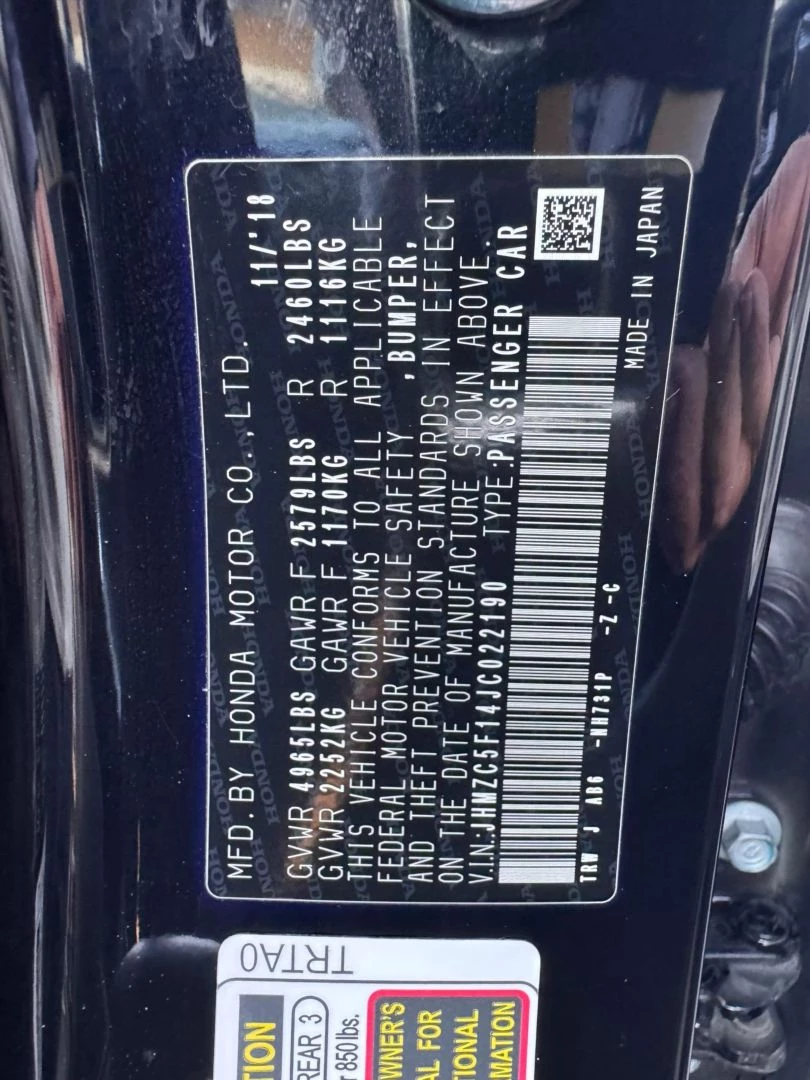 MFD. BY HONDA MOTOR CO., LTD. 11/'18
GVWR 4965LBS GAWR F 2579LBS R 2460LBS
GVWR 2252KG GAWR F 1170KG R 1116KG
THIS VEHICLE CONFORMS TO ALL APPLICABLE
FEDERAL MOTOR VEHICLE SAFETY ,BUMPER,
AND THEFT PREVENTION STANDARDS IN EFFECT
ON THE DATE OF MANUFACTURE SHOWN ABOVE.
V.I.N:JHMZC5F14JC022190 TYPE:PASSENGER CAR
TRW J AB6 -NH731P -Z -C
MADE IN JAPAN
TRTA0
TION
REAR 3
850 lbs.
WNER'S
AL FOR
TIONAL
MATION
HONDA